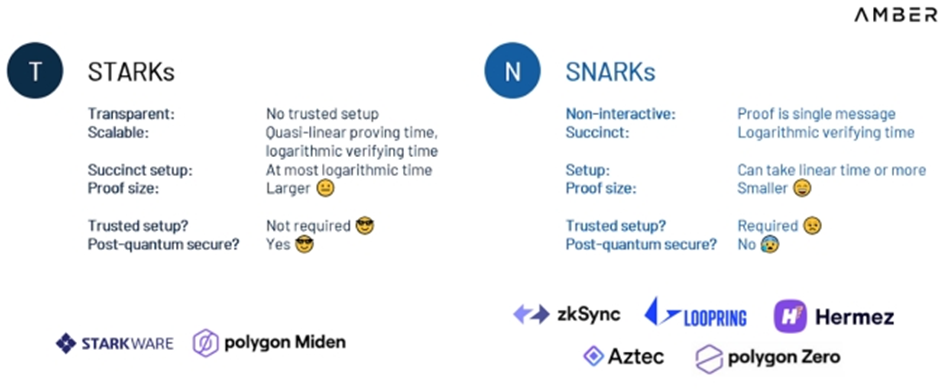 AMBER
T STARKs
Transparent: No trusted setup
Scalable: Quasi-linear proving time,
logarithmic verifying time
Succinct setup: At most logarithmic time
Proof size: Larger 😐
Trusted setup? Not required 😎
Post-quantum secure? Yes 😎
STARKWARE polygon Miden
N SNARKs
Non-interactive: Proof is single message
Succinct: Logarithmic verifying time
Setup: Can take linear time or more
Proof size: Smaller 😄
Trusted setup? Required 😟
Post-quantum secure? No 😰
zkSync LOOPRING H Hermez
Aztec polygon Zero